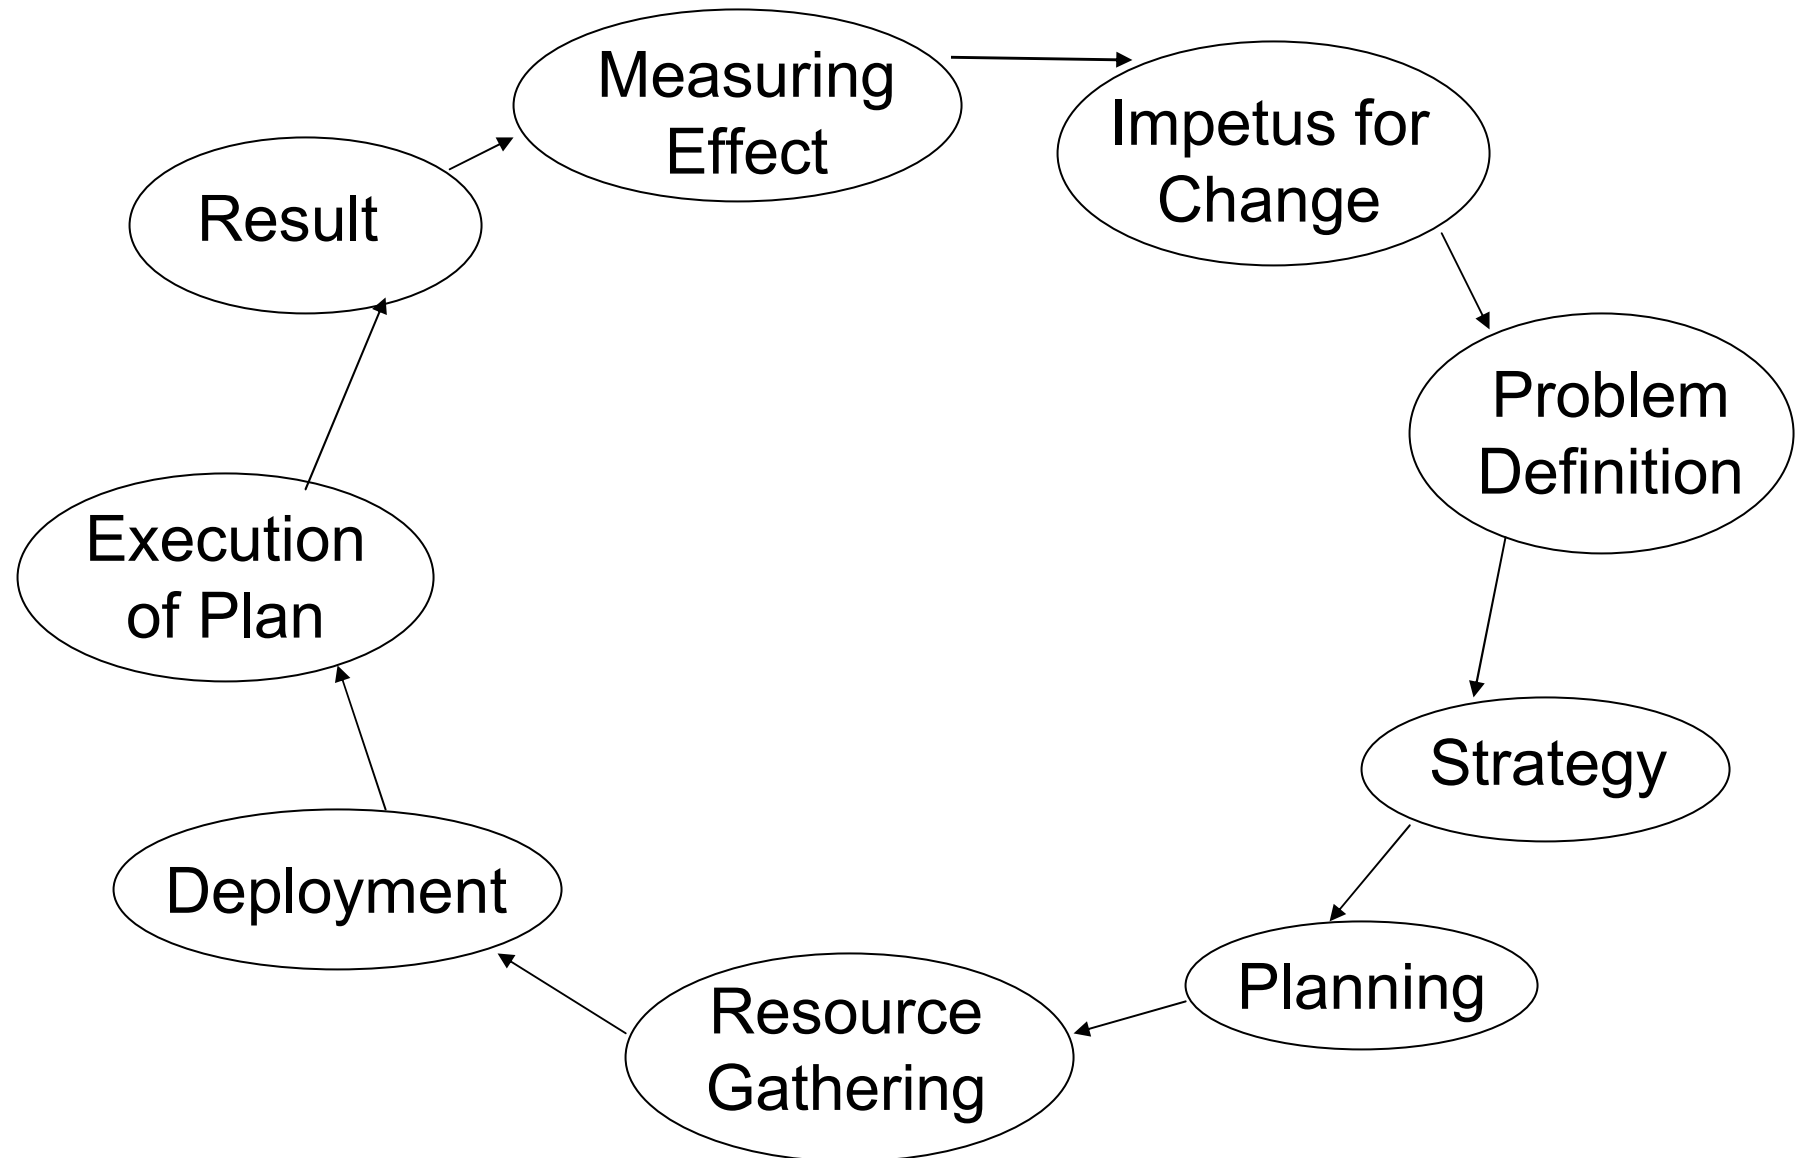 Measuring
Effect
Impetus for
Change
Problem
Definition
Strategy
Planning
Resource
Gathering
Deployment
Execution
of Plan
Result